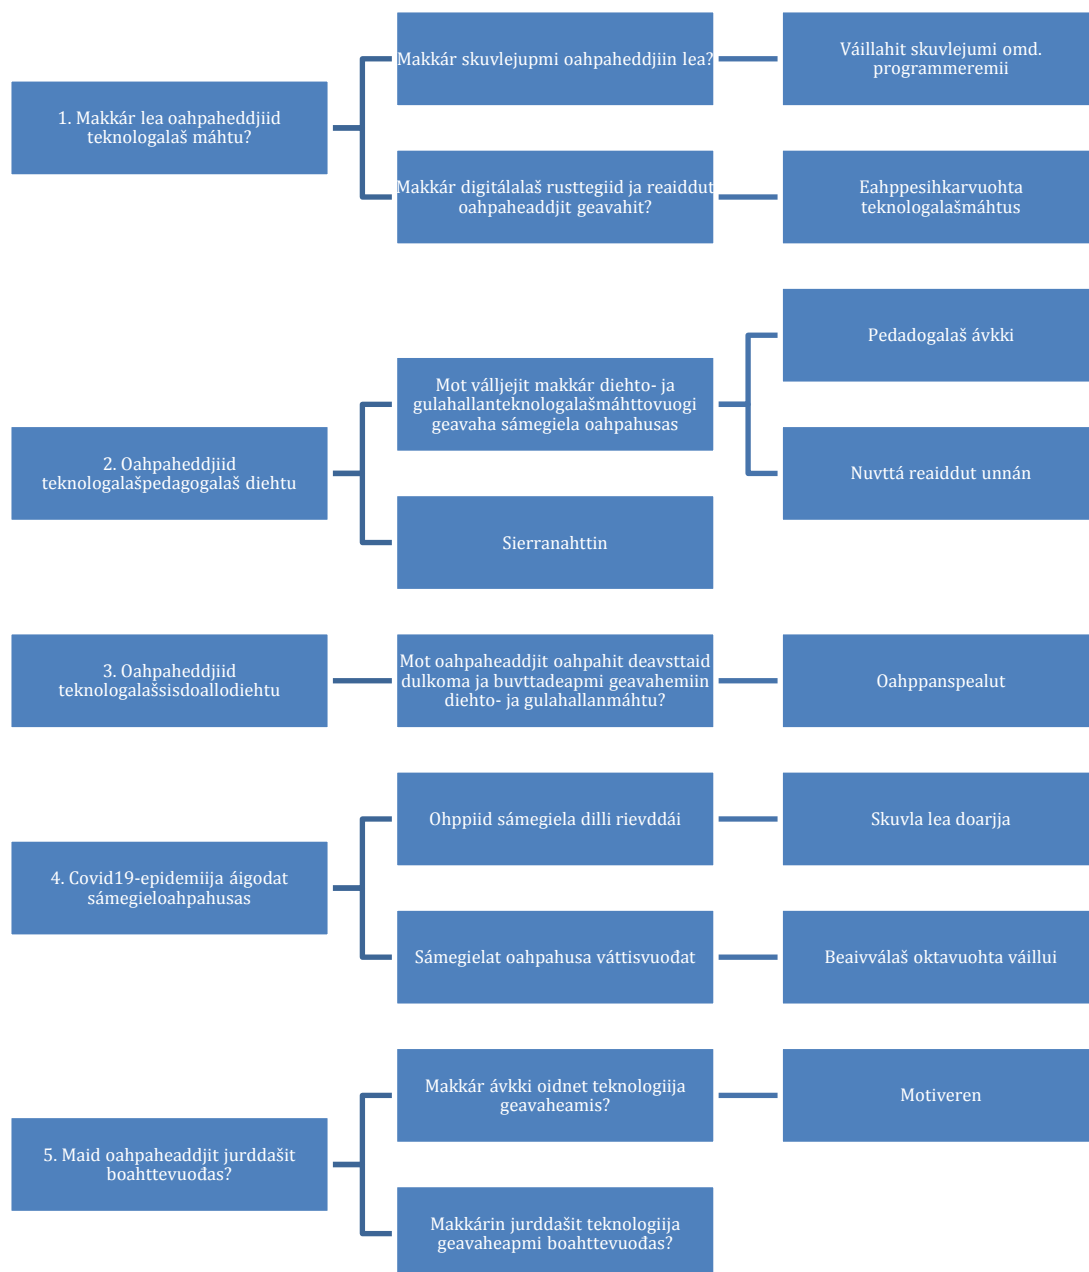 1. Makkár lea oahpaheddjiid
teknologalaš máhtu?
Makkár skuvlejupmi oahpaheddjiin lea?
Váillahit skuvlejumi omd.
programmeremii
Makkár digitálalaš rusttegiid ja reaiddut
oahpaheaddjit geavahit?
Eahppesihkarvuohta
teknologalašmáhtus
2. Oahpaheddjiid
teknologalašpedagogalaš diehtu
Mot válljejit makkár diehto- ja
gulahallanteknologalašmáhttovuogi
geavaha sámegiela oahpahusas
Pedadogalaš ávkki
Nuvttá reaiddut unnán
Sierranahttin
3. Oahpaheddjiid
teknologalašsisdoallodiehtu
Mot oahpaheaddjit oahpahit deavsttaid
dulkoma ja buvttadeapmi geavahemiin
diehto- ja gulahallanmáhtu?
Oahppanspealut
4. Covid19-epidemiija áigodat
sámegieloahpahusas
Ohppiid sámegiela dilli rievddái
Skuvla lea doarjja
Sámegielat oahpahusa váttisvuođat
Beaivválaš oktavuohta váillui
5. Maid oahpaheaddjit jurddašit
boahttevuođas?
Makkár ávkki oidnet teknologiija
geavaheamis?
Motiveren
Makkárin jurddašit teknologiija
geavaheapmi boahttevuođas?